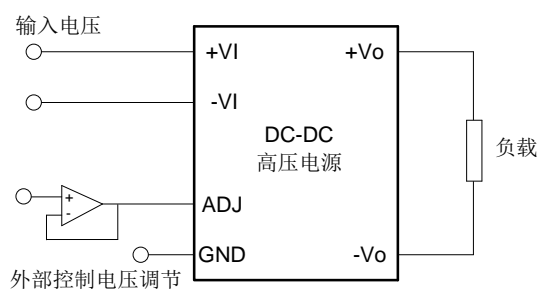 输入电压
+VI
+Vo
-VI
DC-DC
高压电源
负载
+
-
ADJ
GND
-Vo
外部控制电压调节